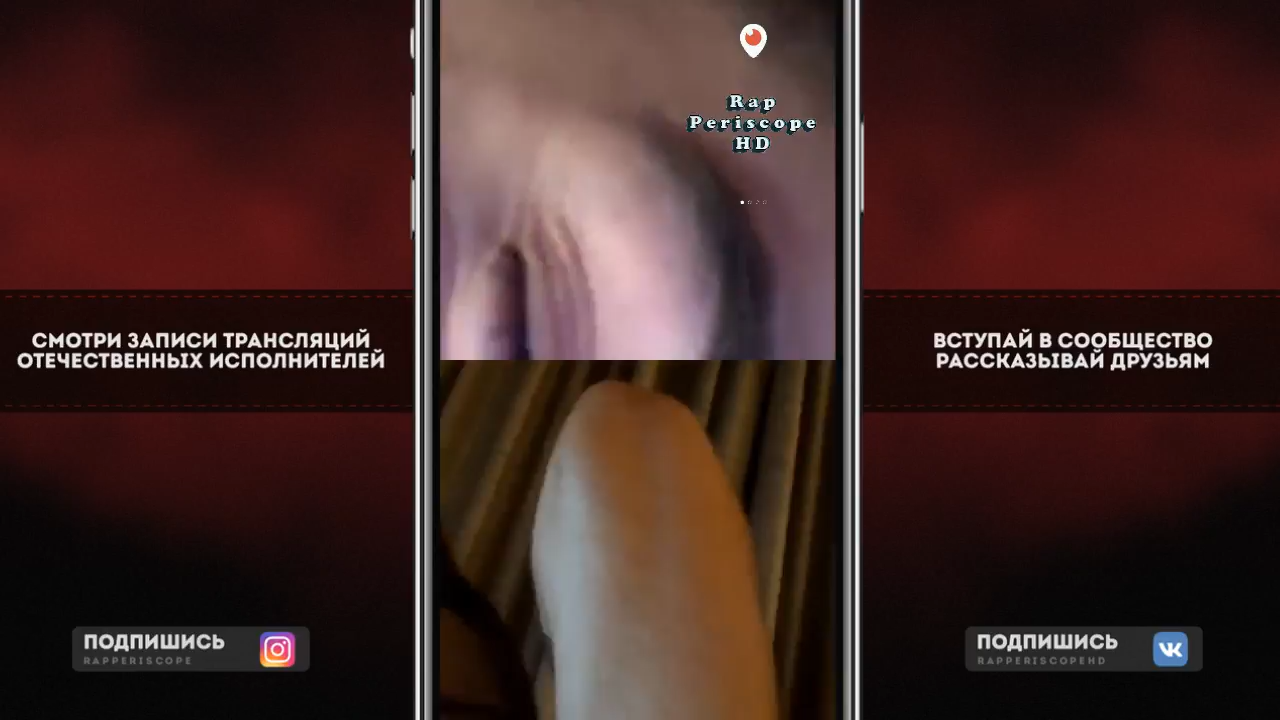 Rap
Periscope
HD
СМОТРИ ЗАПИСИ ТРАНСЛЯЦИЙ
ОТЕЧЕСТВЕННЫХ ИСПОЛНИТЕЛЕЙ
ВСТУПАЙ В СООБЩЕСТВО
РАССКАЗЫВАЙ ДРУЗЬЯМ
ПОДПИШИСЬ
RAPPERISCOPE
ПОДПИШИСЬ
RAPPERISCOPEHD